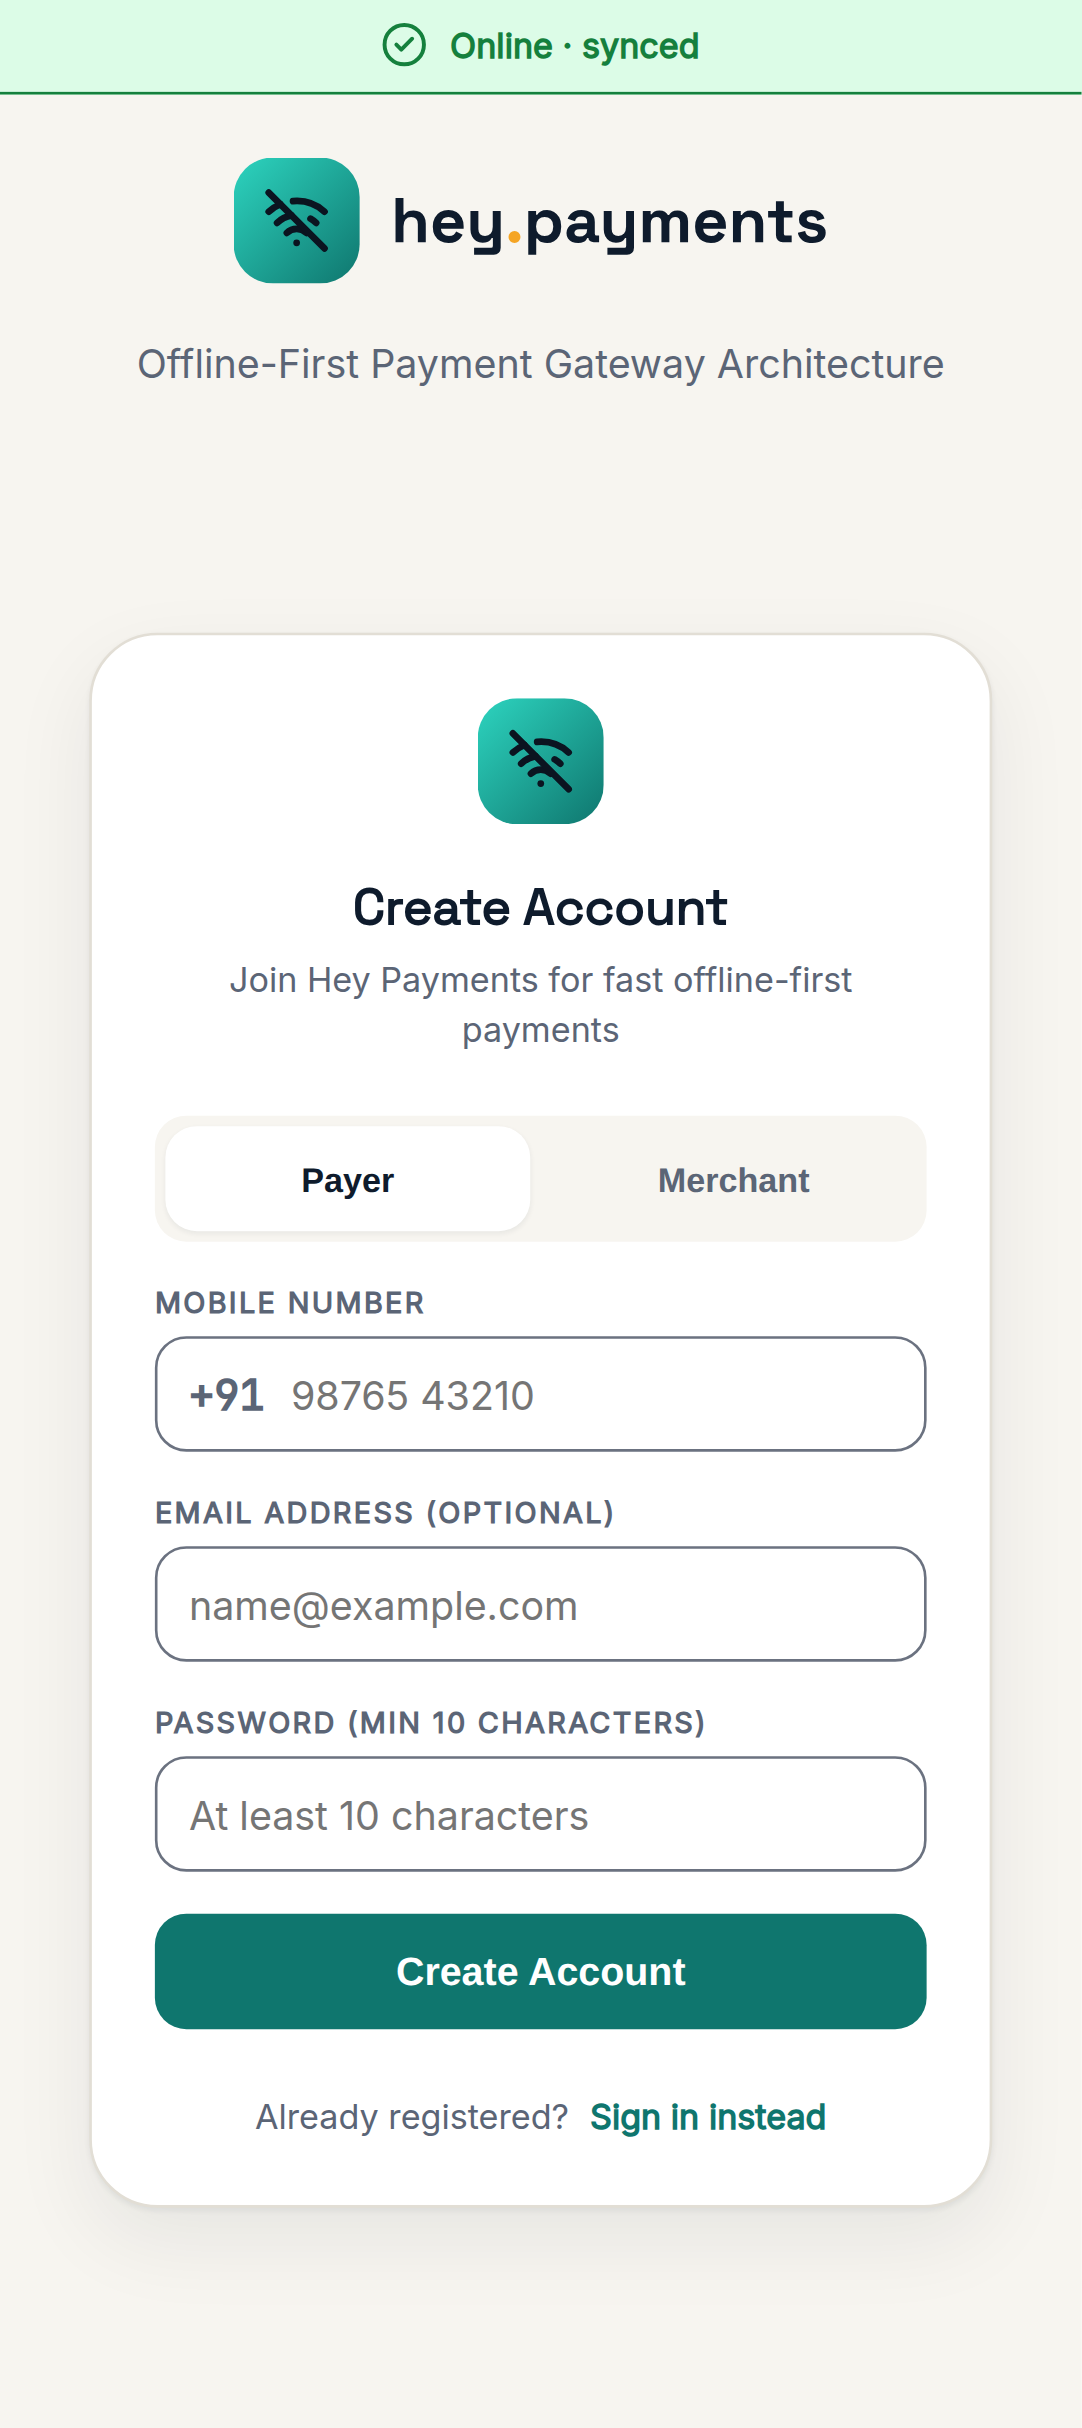 Online · synced
hey.payments
Offline-First Payment Gateway Architecture
Create Account
Join Hey Payments for fast offline-first
payments
Payer
Merchant
MOBILE NUMBER
+91 98765 43210
EMAIL ADDRESS (OPTIONAL)
name@example.com
PASSWORD (MIN 10 CHARACTERS)
At least 10 characters
Create Account
Already registered? Sign in instead